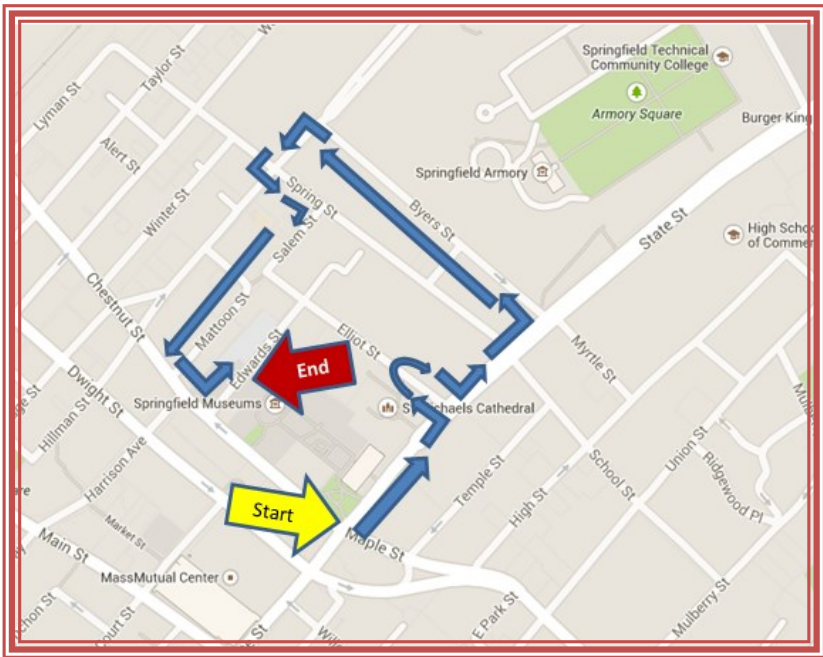 Springfield Technical
Community College
Armory Square
Burger King
Taylor St
Lyman St
Alert St
Springfield Armory
Spring St
Byers St
State St
Winter St
Salem St
High Scho
of Commer
Chestnut St
Mattoon St
Elliot St
Myrtle St
Edwards St
End
Dwight St
Springfield Museums
haels Cathedral
Hillman St
Harrison Ave
Union St
Ridgewood Pl
School St
Temple St
High St
Start
Market St
Maple St
Main St
MassMutual Center
Court St
E Park St
Mulberry St